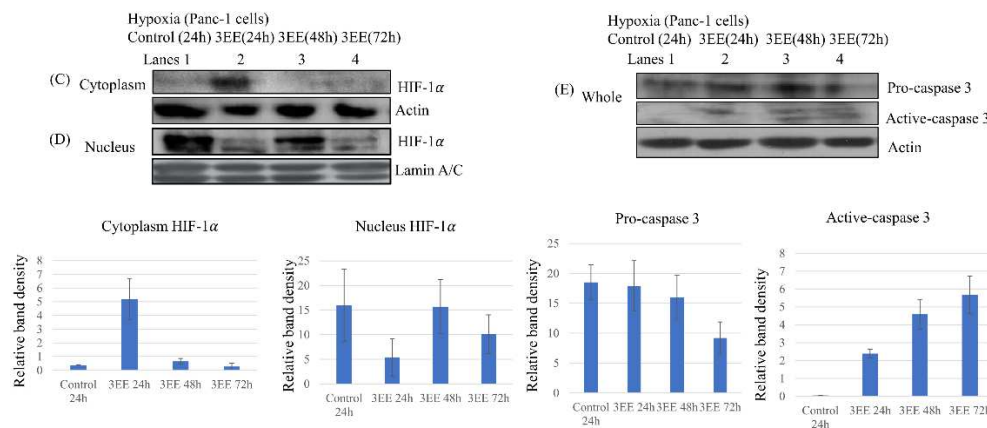 Hypoxia (Panc-1 cells)
Control (24h) 3EE(24h) 3EE(48h) 3EE(72h)
Lanes 1 2 3 4
(C) Cytoplasm HIF-1α
Actin
(D) Nucleus HIF-1α
Lamin A/C
Hypoxia (Panc-1 cells)
Control (24h) 3EE(24h) 3EE(48h) 3EE(72h)
Lanes 1 2 3 4
(E) Whole Pro-caspase 3
Active-caspase 3
Actin
Cytoplasm HIF-1α
Relative band density
8
7
6
5
4
3
2
1
0
Control 24h
3EE 24h
3EE 48h
3EE 72h
Nucleus HIF-1α
Relative band density
25
20
15
10
5
0
Control 24h
3EE 24h
3EE 48h
3EE 72h
Pro-caspase 3
Relative band density
25
20
15
10
5
0
Control 24h
3EE 24h
3EE 48h
3EE 72h
Active-caspase 3
Relative band density
8
7
6
5
4
3
2
1
0
Control 24h
3EE 24h
3EE 48h
3EE 72h